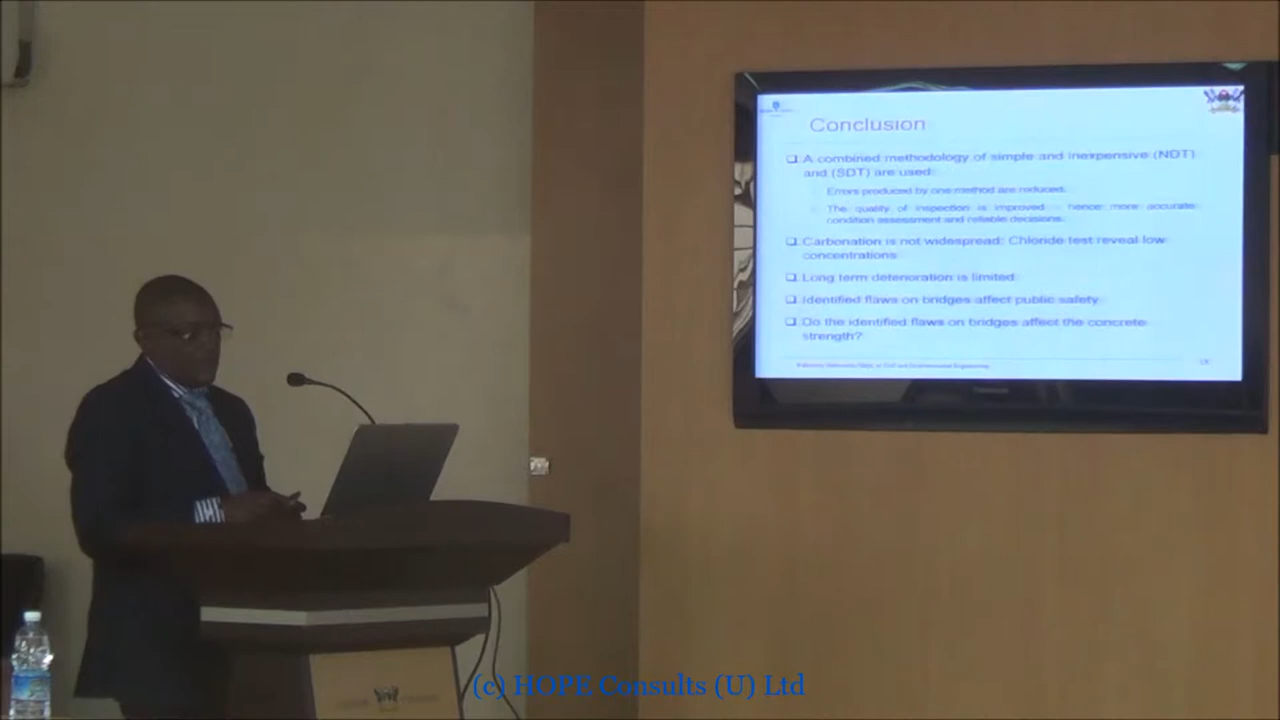 Conclusion
❑ A combined methodology of simple and inexpensive (NDT)
and (SDT) are used:
Errors produced by one method are reduced.
The quality of inspection is improved - hence more accurate
condition assessment and reliable decisions.
❑ Carbonation is not widespread: Chloride test reveal low
concentrations
❑ Long term deterioration is limited
❑ Identified flaws on bridges affect public safety
❑ Do the identified flaws on bridges affect the concrete
strength?
(c) HOPE Consults (U) Ltd